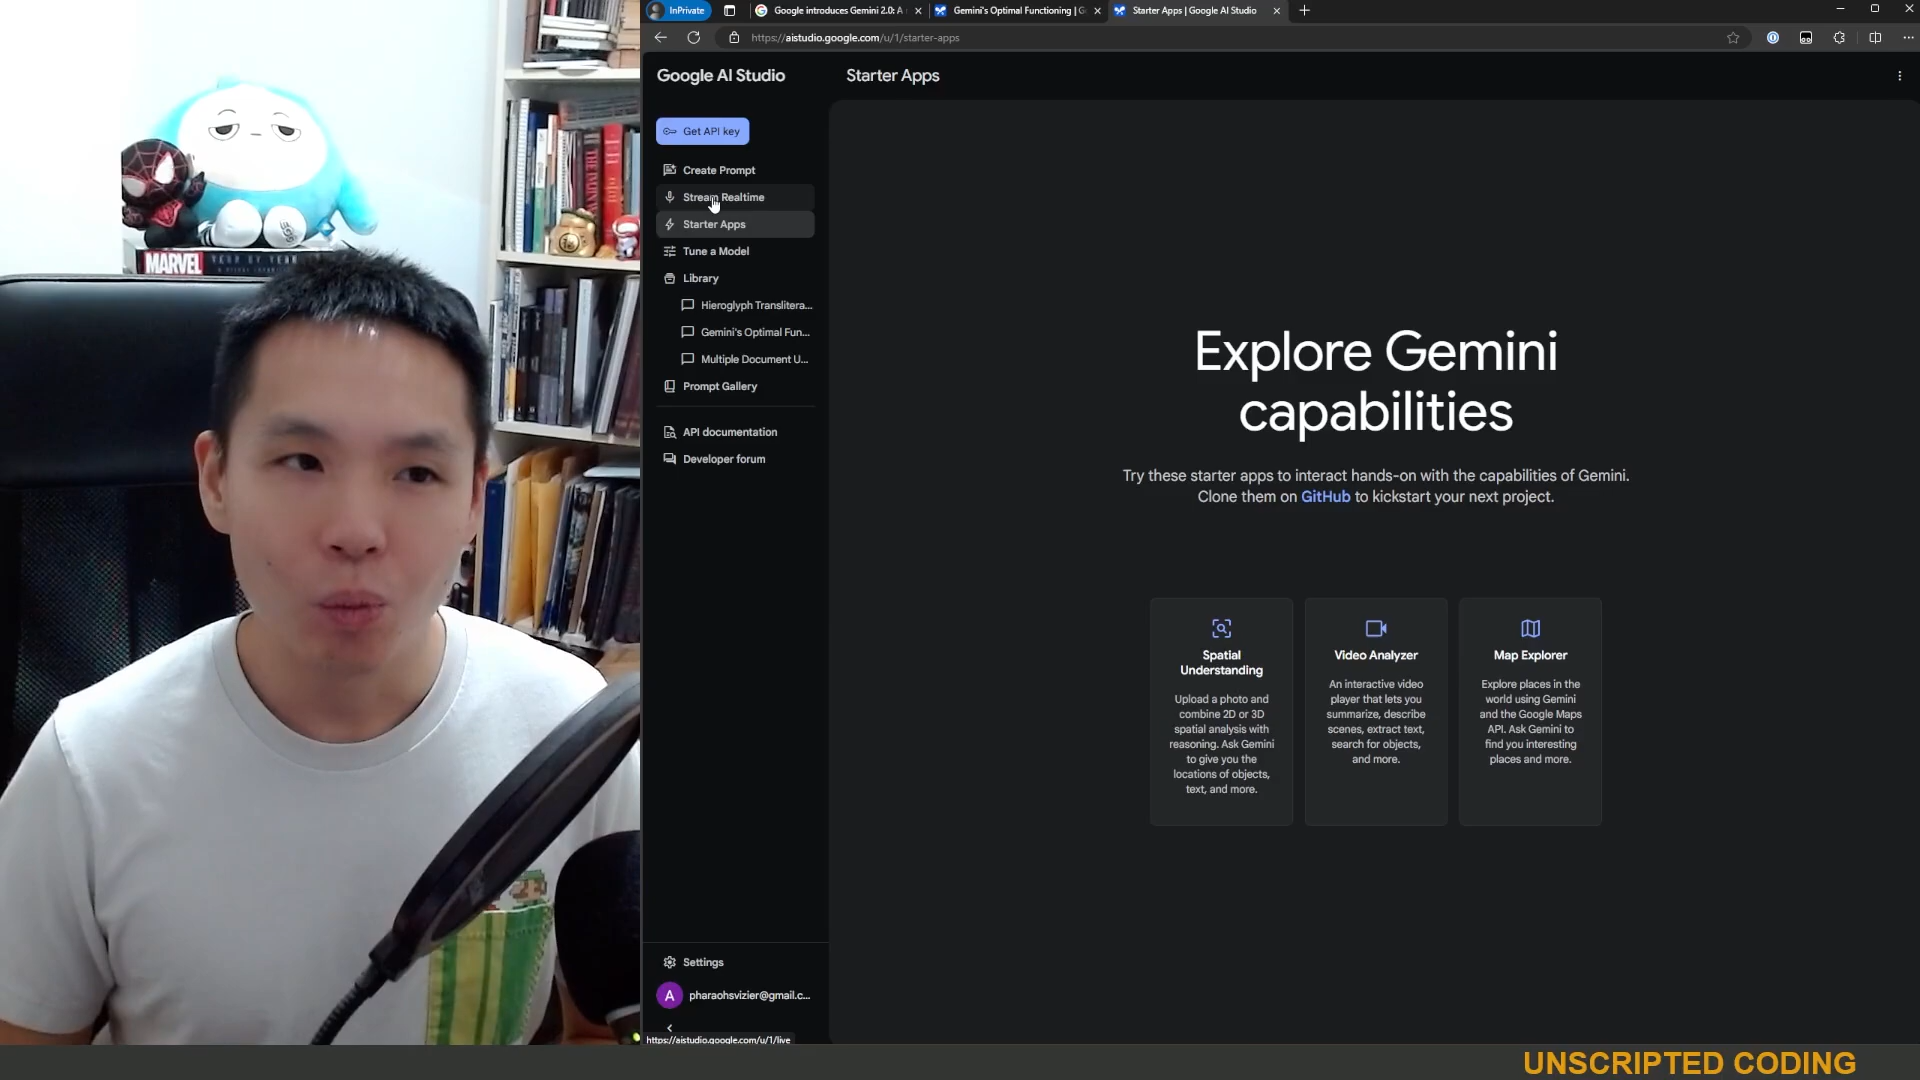 InPrivate
Google introduces Gemini 2.0: A
Gemini's Optimal Functioning | G
Starter Apps | Google AI Studio
https://aistudio.google.com/u/1/starter-apps
Google AI Studio
Starter Apps
Get API key
Create Prompt
Stream Realtime
Starter Apps
Tune a Model
Library
Hieroglyph Translitera...
Gemini's Optimal Fun...
Multiple Document U...
Prompt Gallery
API documentation
Developer forum
Explore Gemini
capabilities
Try these starter apps to interact hands-on with the capabilities of Gemini.
Clone them on GitHub to kickstart your next project.
Spatial
Understanding
Upload a photo and
combine 2D or 3D
spatial analysis with
reasoning. Ask Gemini
to give you the
locations of objects,
text, and more.
Video Analyzer
An interactive video
player that lets you
summarize, describe
scenes, extract text,
search for objects,
and more.
Map Explorer
Explore places in the
world using Gemini
and the Google Maps
API. Ask Gemini to
find you interesting
places and more.
Settings
A
pharaohsvizier@gmail.c...
https://aistudio.google.com/u/1/live
MARVEL YEAR BY YEAR
UNSCRIPTED CODING